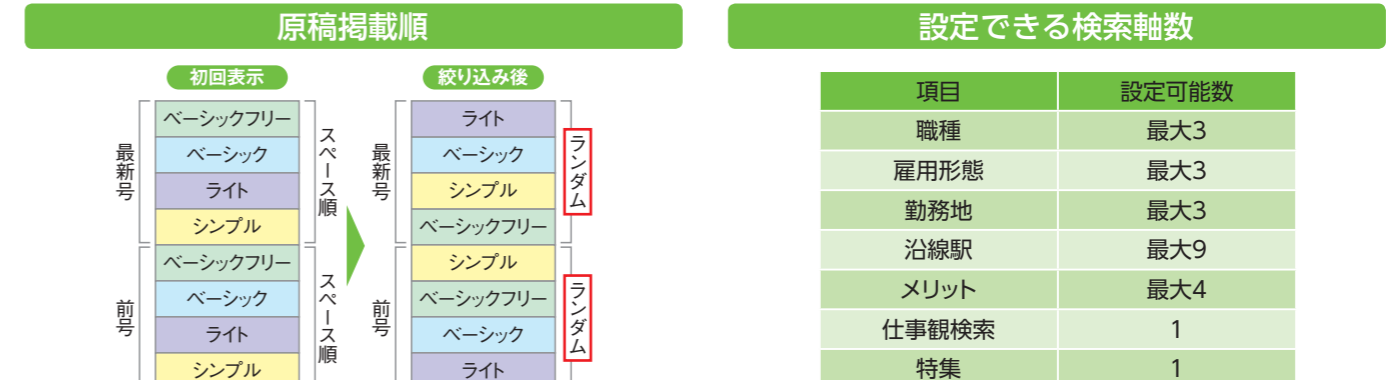 原稿掲載順
初回表示
最新号
ベーシックフリー
ベーシック
ライト
シンプル
スペース順
前号
ベーシックフリー
ベーシック
ライト
シンプル
スペース順
絞り込み後
最新号
ライト
ベーシック
シンプル
ベーシックフリー
ランダム
前号
シンプル
ベーシックフリー
ベーシック
ライト
ランダム
設定できる検索軸数
項目 設定可能数
職種 最大3
雇用形態 最大3
勤務地 最大3
沿線駅 最大9
メリット 最大4
仕事観検索 1
特集 1